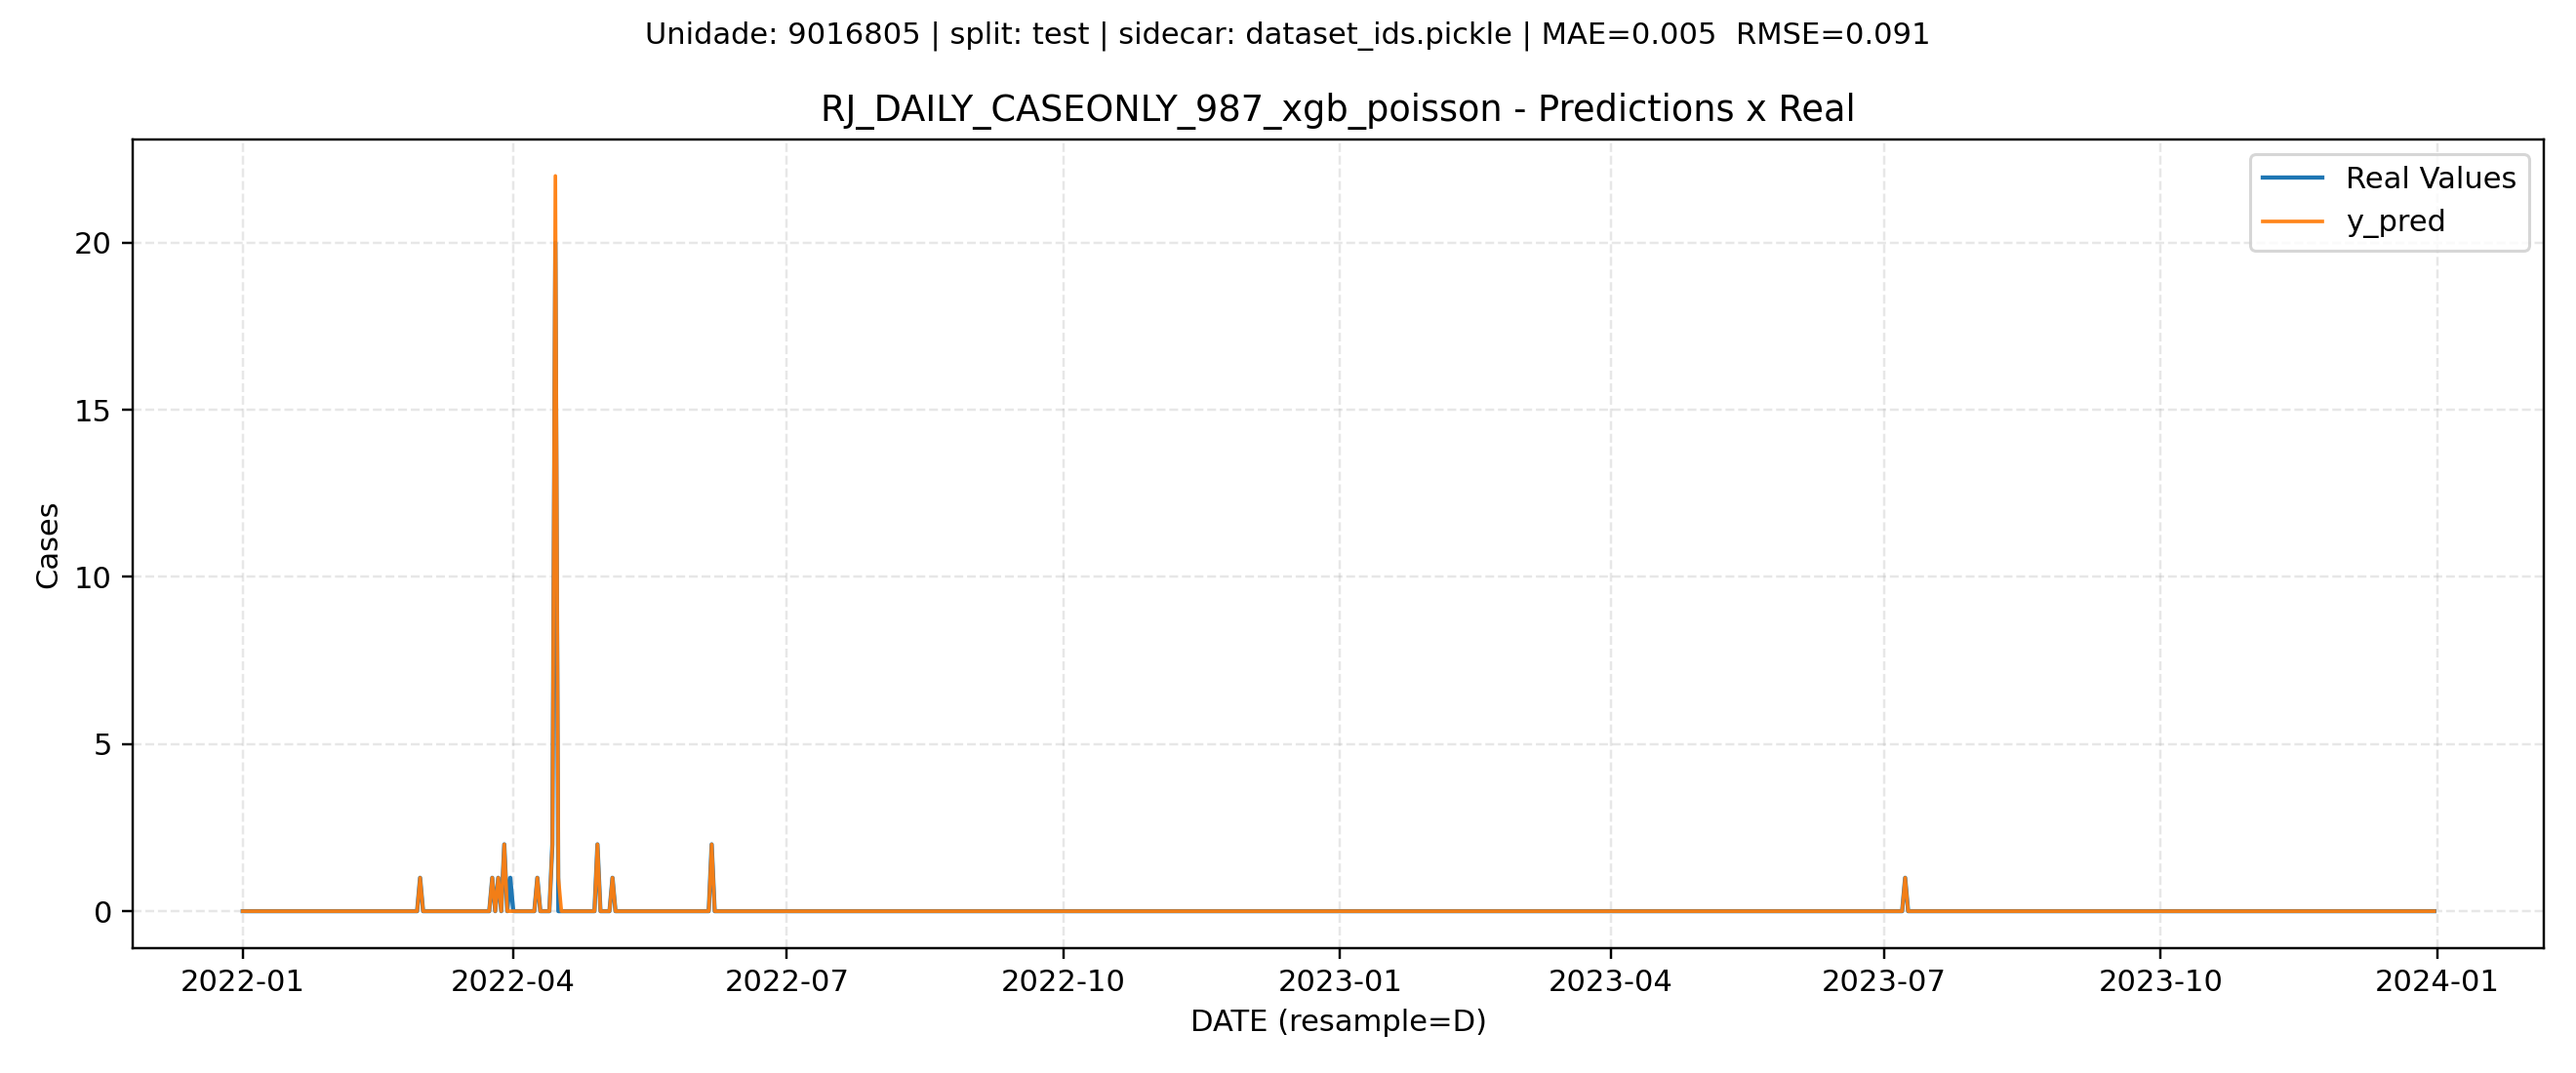 Unidade: 9016805 | split: test | sidecar: dataset_ids.pickle | MAE=0.005  RMSE=0.091
RJ_DAILY_CASEONLY_987_xgb_poisson - Predictions x Real
Real Values
y_pred
Cases
20
15
10
5
0
2022-01
2022-04
2022-07
2022-10
2023-01
2023-04
2023-07
2023-10
2024-01
DATE (resample=D)